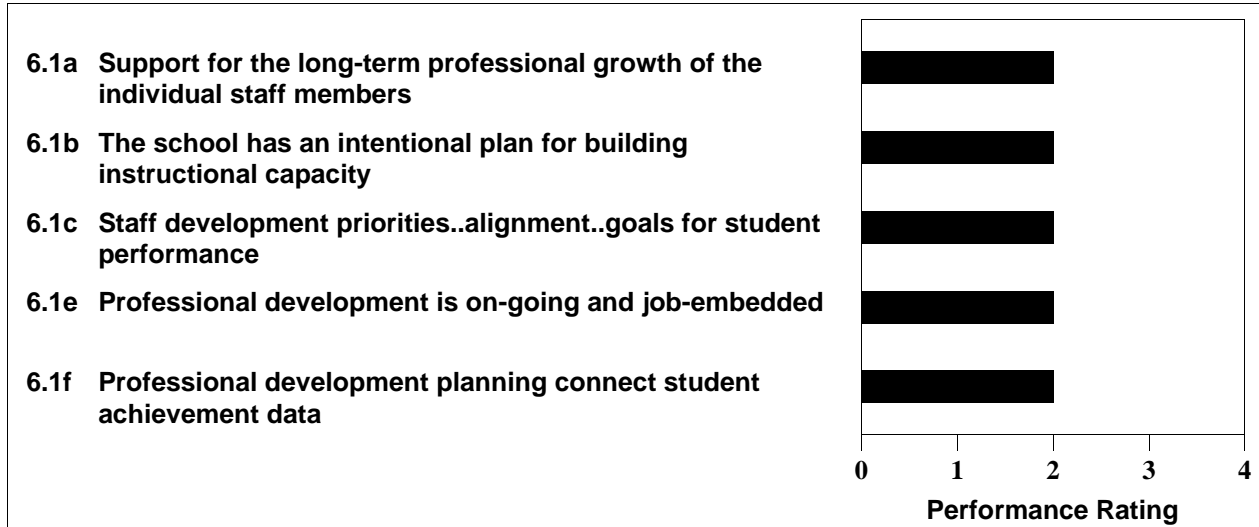 6.1a Support for the long-term professional growth of the
individual staff members
6.1b The school has an intentional plan for building
instructional capacity
6.1c Staff development priorities..alignment..goals for student
performance
6.1e Professional development is on-going and job-embedded
6.1f Professional development planning connect student
achievement data
0 1 2 3 4
Performance Rating